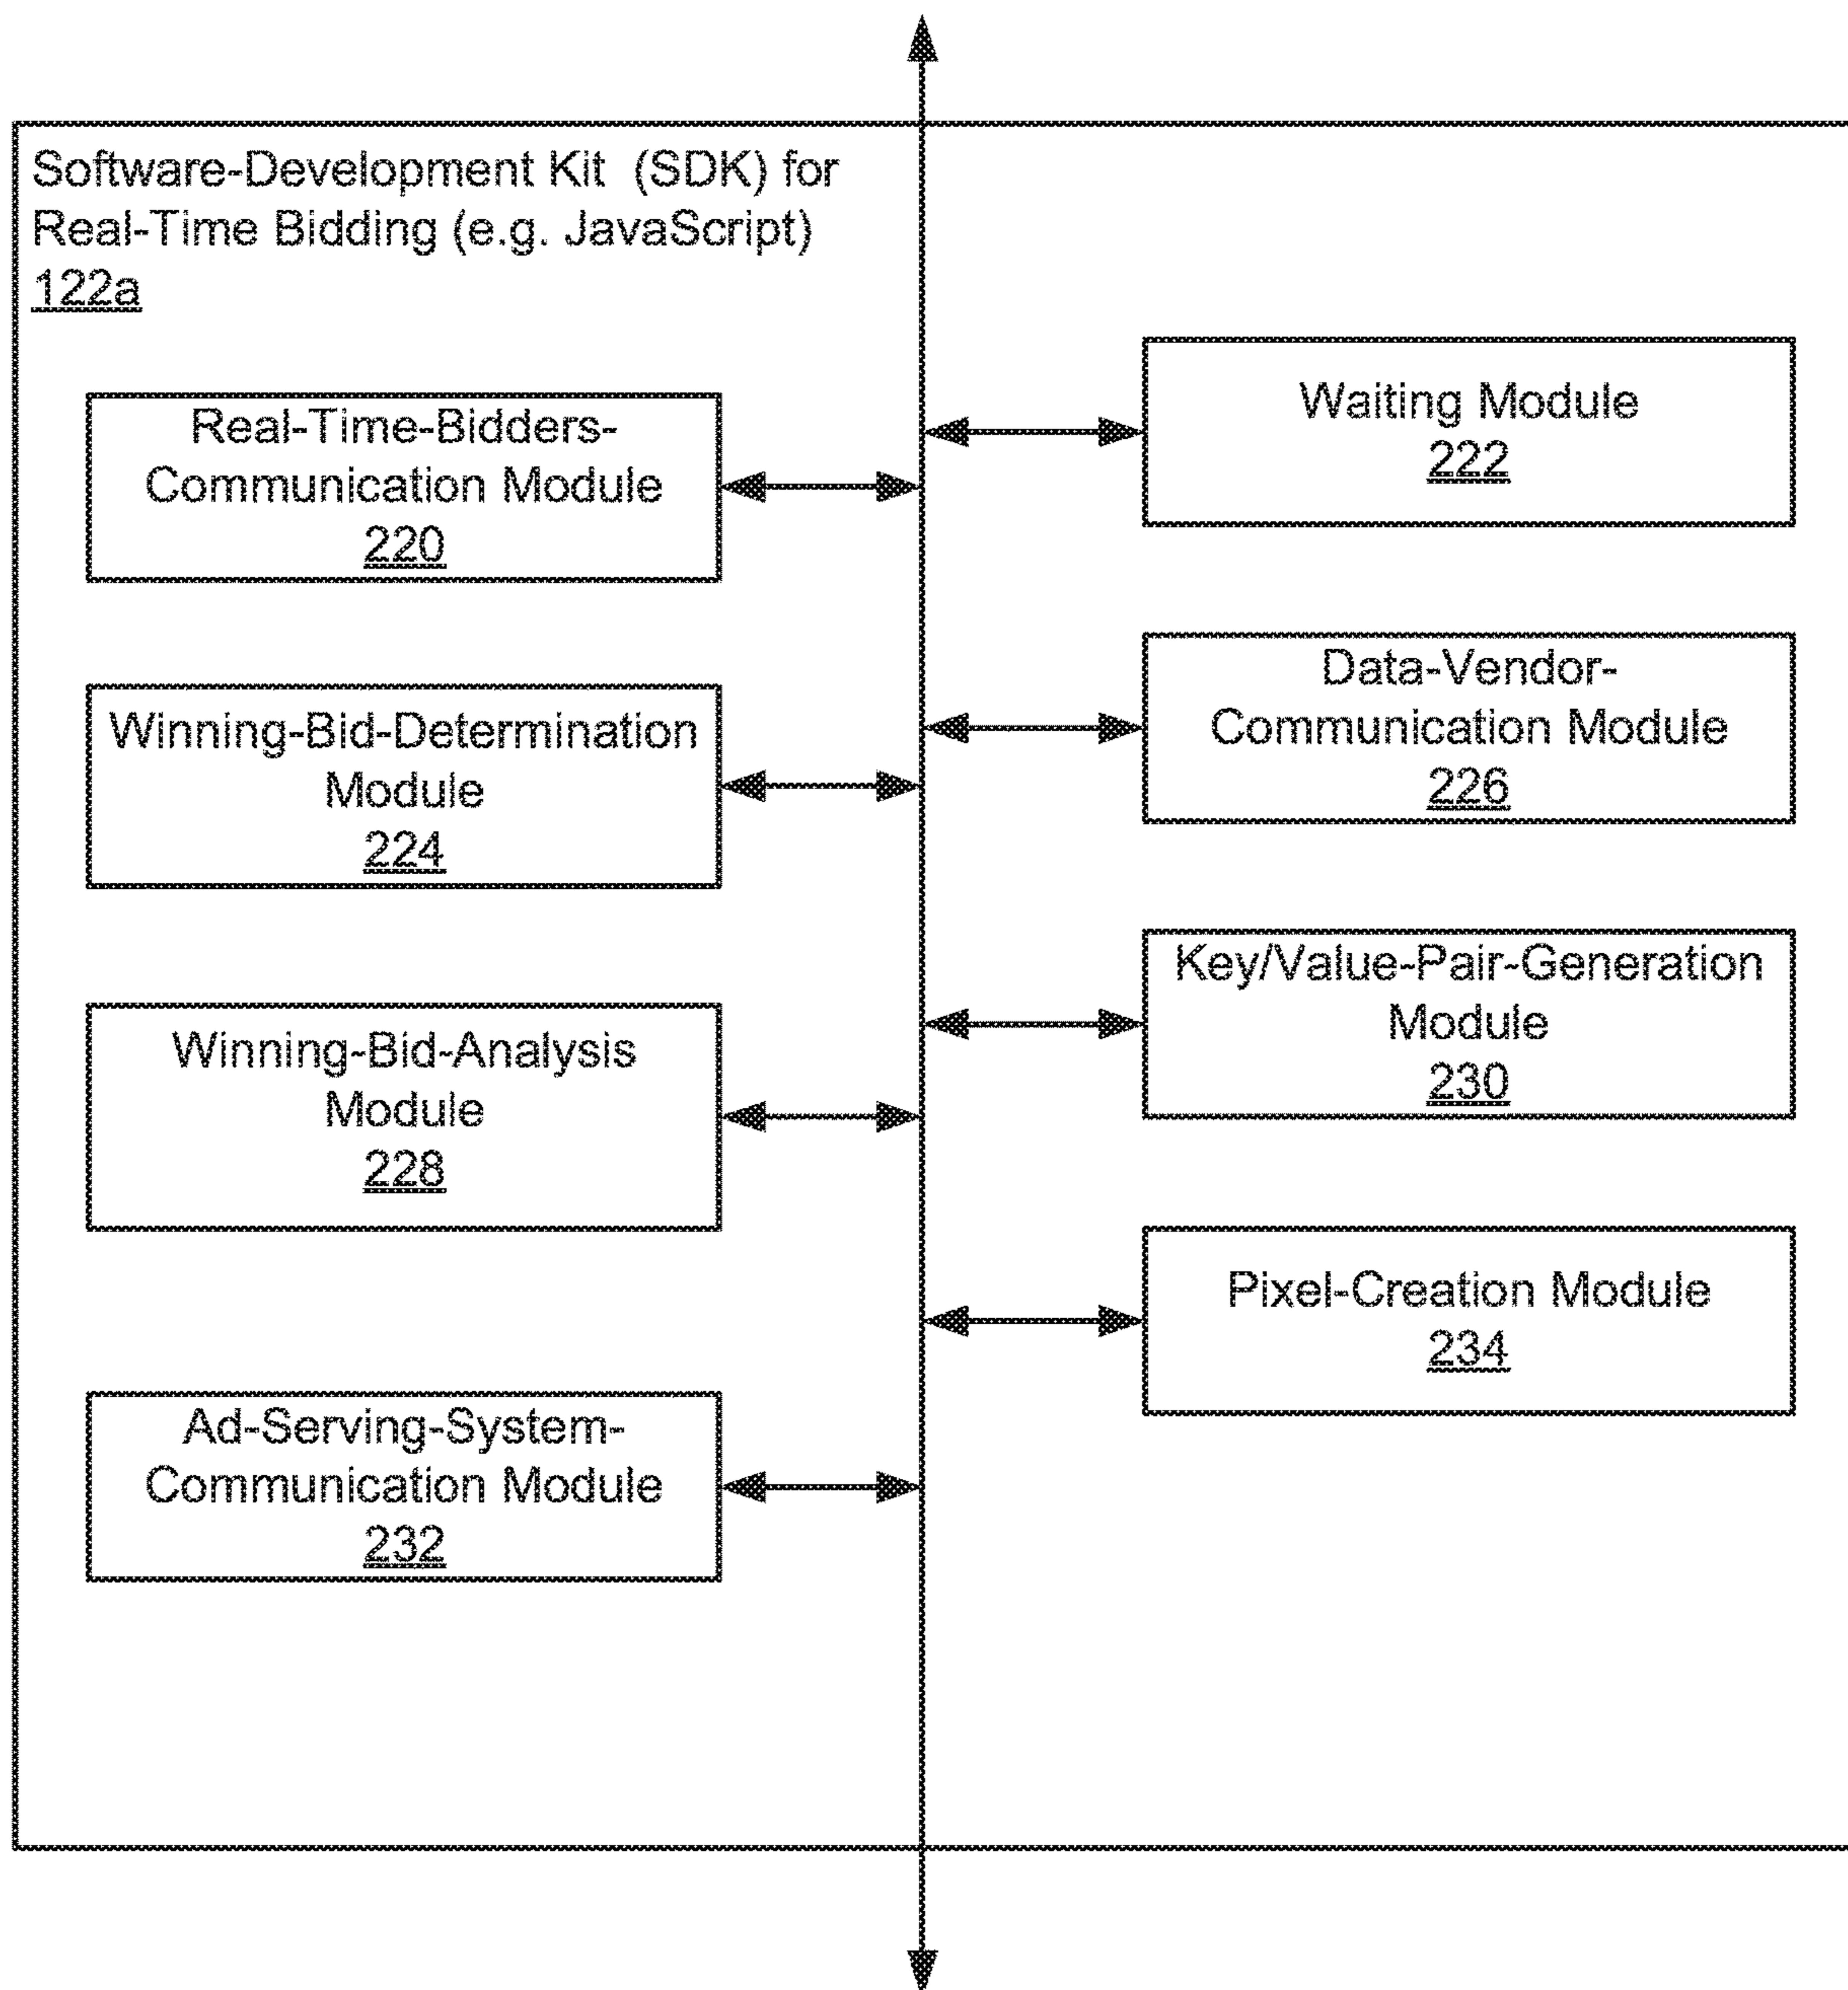 Software-Development Kit (SDK) for
Real-Time Bidding (e.g. JavaScript)
122a
Real-Time-Bidders-
Communication Module
220
Waiting Module
222
Winning-Bid-Determination
Module
224
Data-Vendor-
Communication Module
226
Winning-Bid-Analysis
Module
228
Key/Value-Pair-Generation
Module
230
Ad-Serving-System-
Communication Module
232
Pixel-Creation Module
234